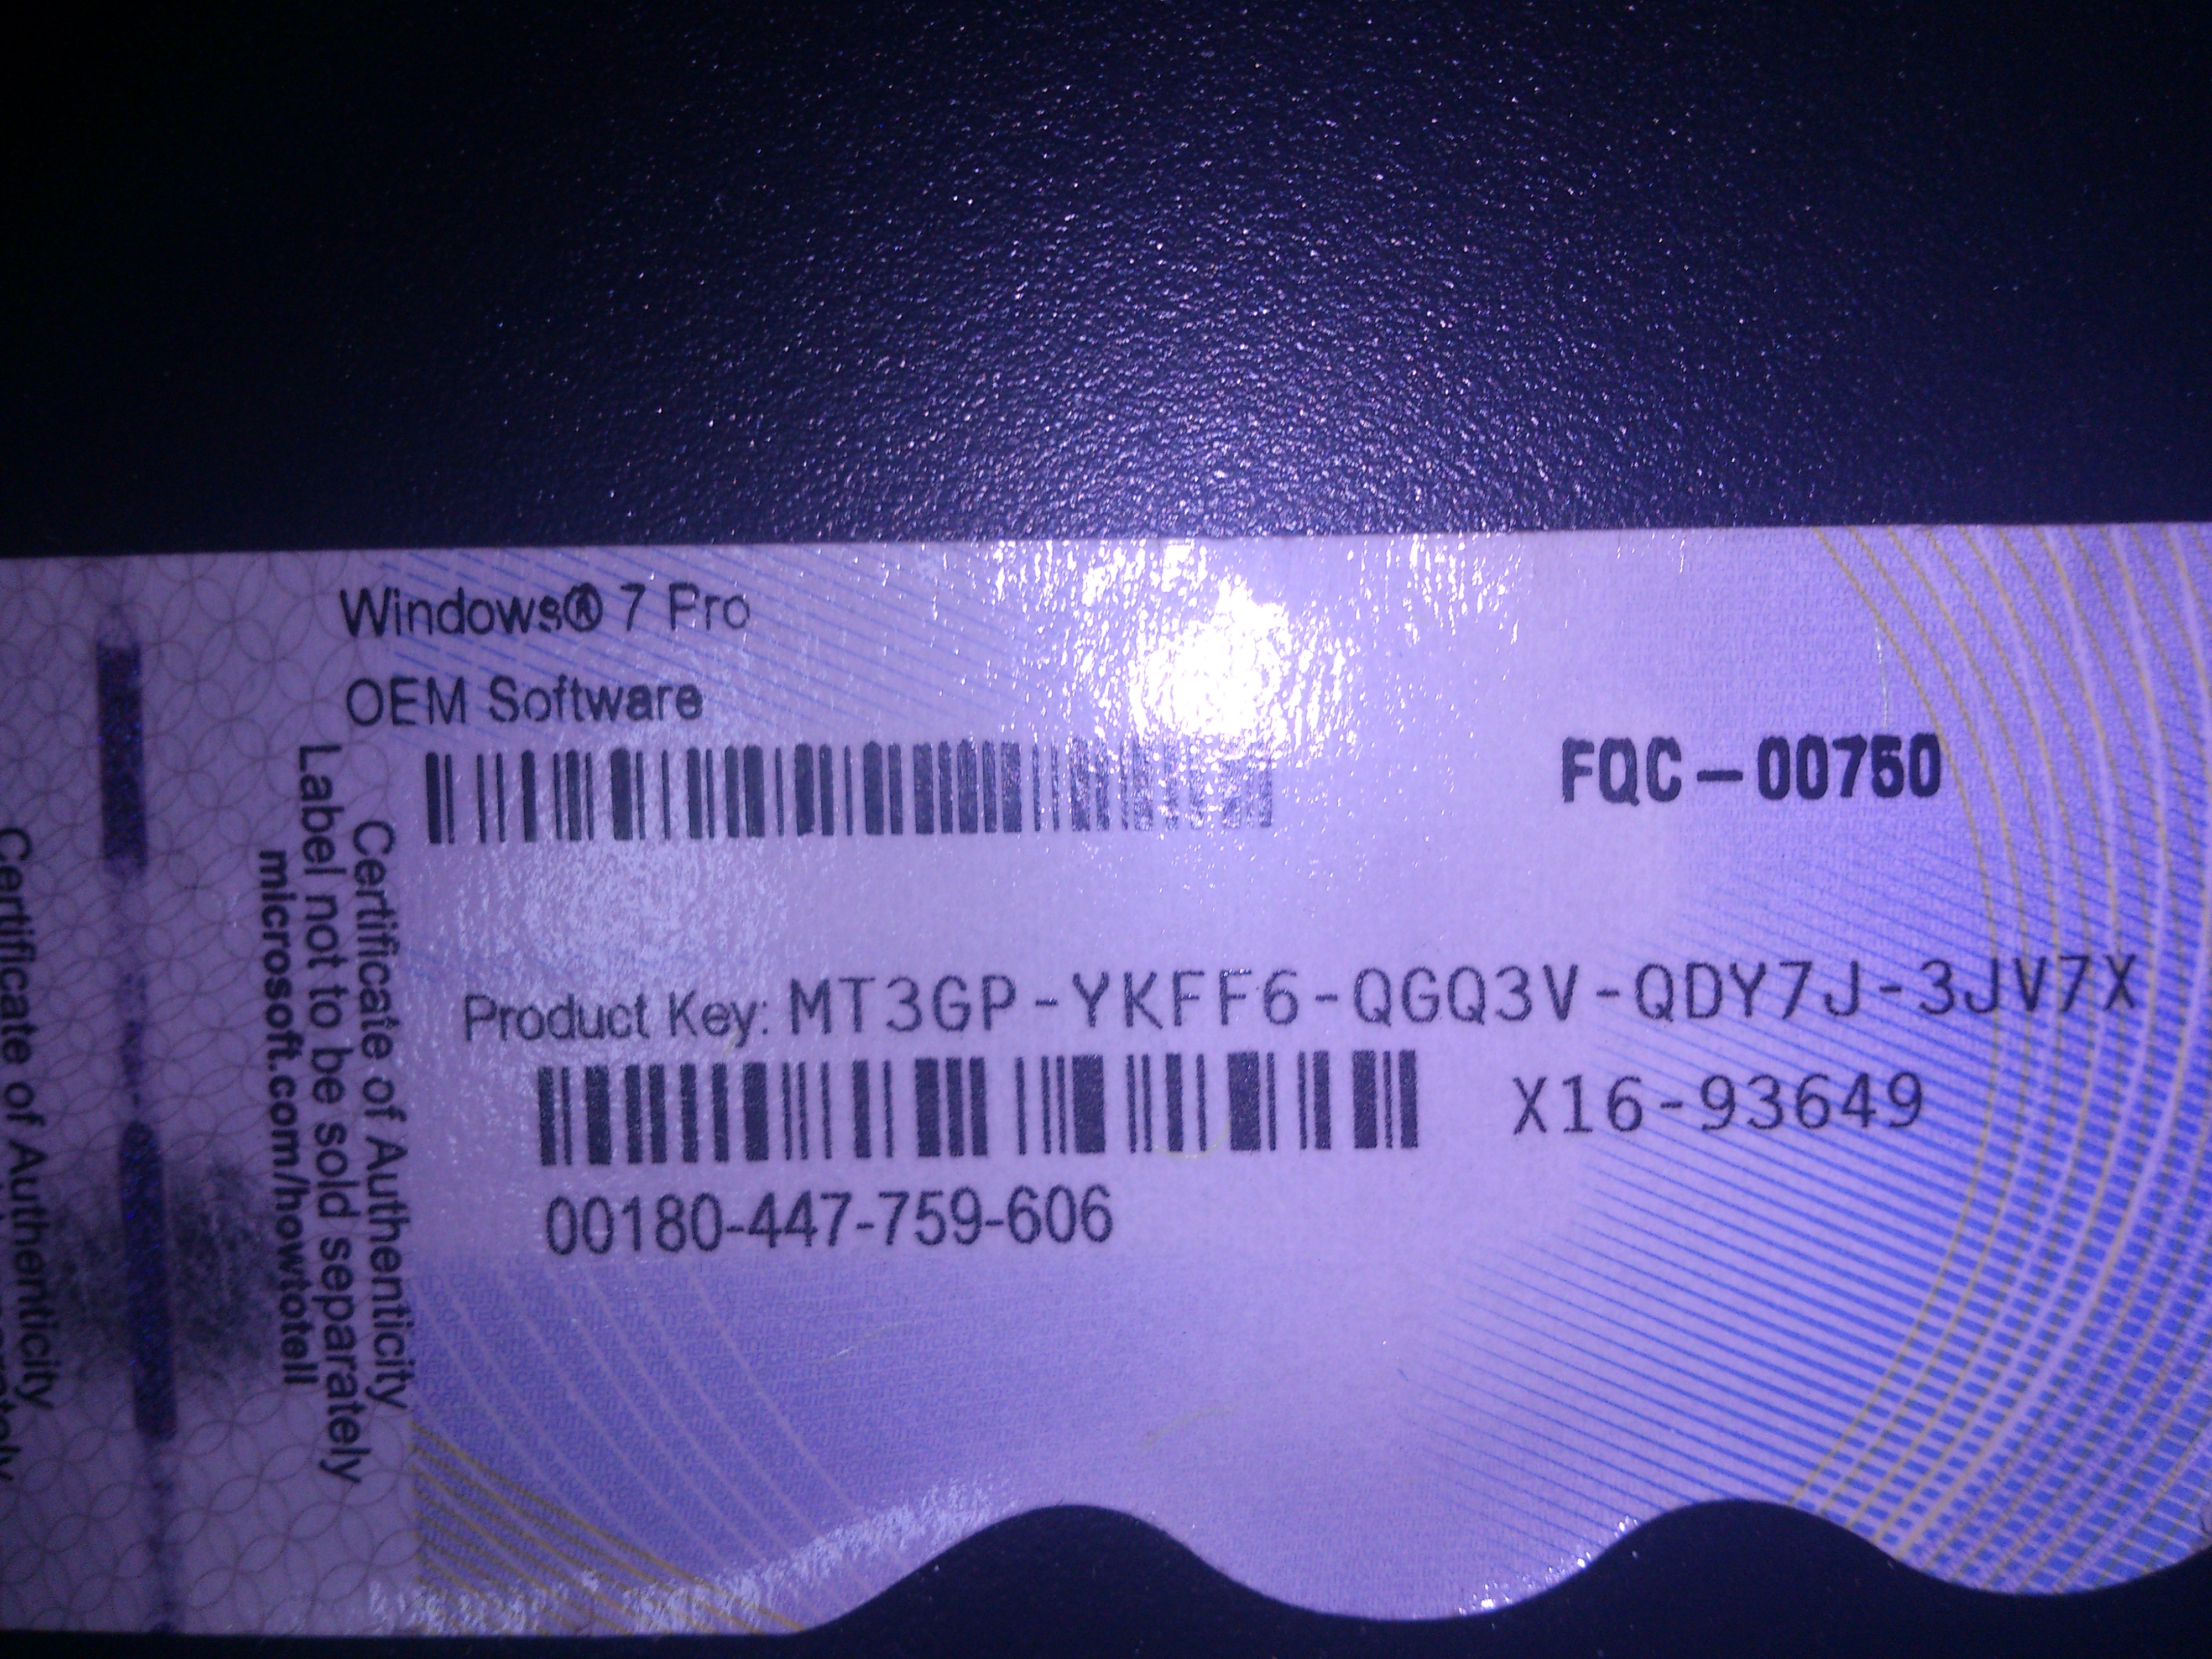 Windows® 7 Pro
OEM Software
FQC-00750
Product Key: MT3GP-YKFF6-QGQ3V-QDY7J-3JV7X
X16-93649
00180-447-759-606
Certificate of Authenticity
Label not to be sold separately
microsoft.com/howtotell
Certificate of Authenticity